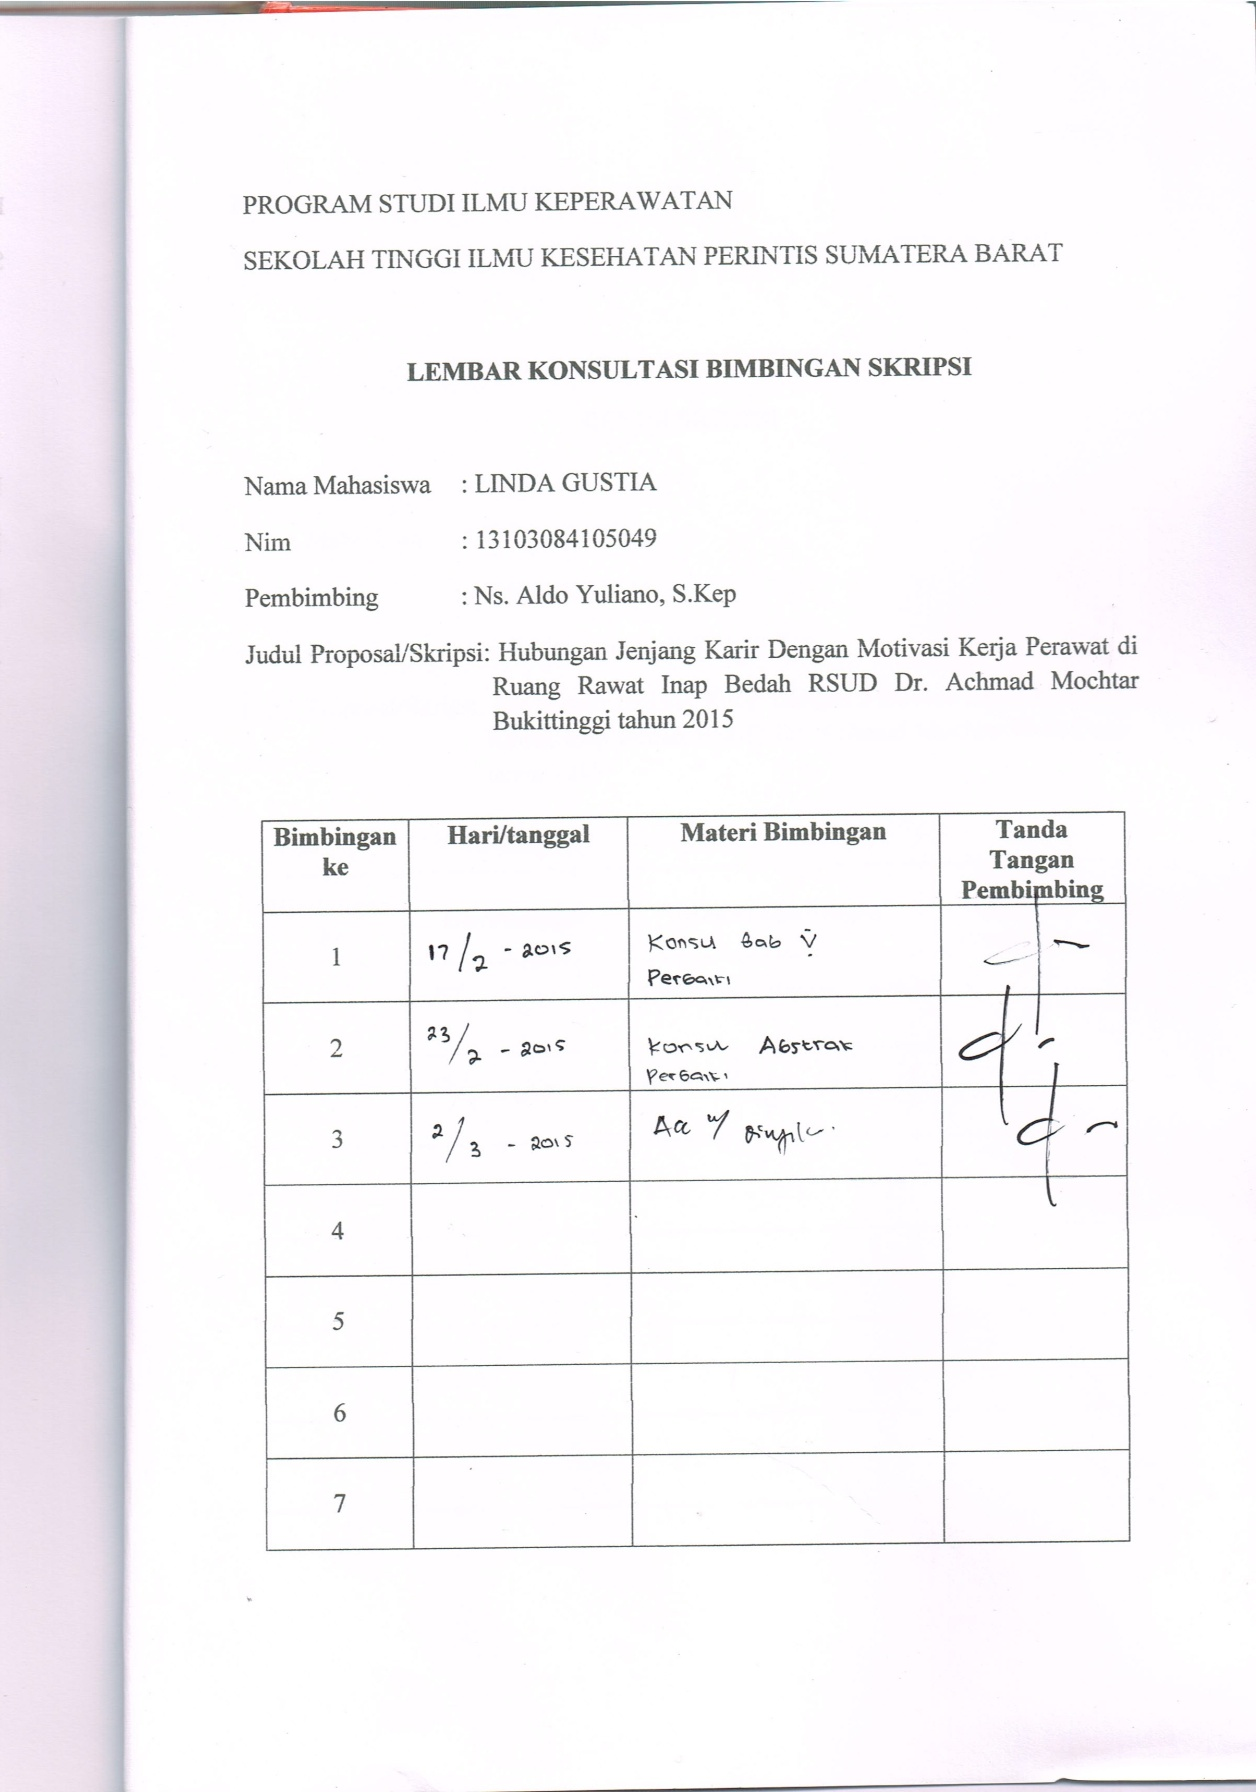 PROGRAM STUDI ILMU KEPERAWATAN
SEKOLAH TINGGI ILMU KESEHATAN PERINTIS SUMATERA BARAT
LEMBAR KONSULTASI BIMBINGAN SKRIPSI
Nama Mahasiswa : LINDA GUSTIA
Nim : 13103084105049
Pembimbing : Ns. Aldo Yuliano, S.Kep
Judul Proposal/Skripsi: Hubungan Jenjang Karir Dengan Motivasi Kerja Perawat di
Ruang Rawat Inap Bedah RSUD Dr. Achmad Mochtar
Bukittinggi tahun 2015
Bimbingan ke Hari/tanggal Materi Bimbingan Tanda Tangan Pembimbing
1 17/2 - 2015 Konsul Bab V
Perbaiki
2 23/2 - 2015 Konsul Abstrak
Perbaiki
3 2/3 - 2015
4
5
6
7